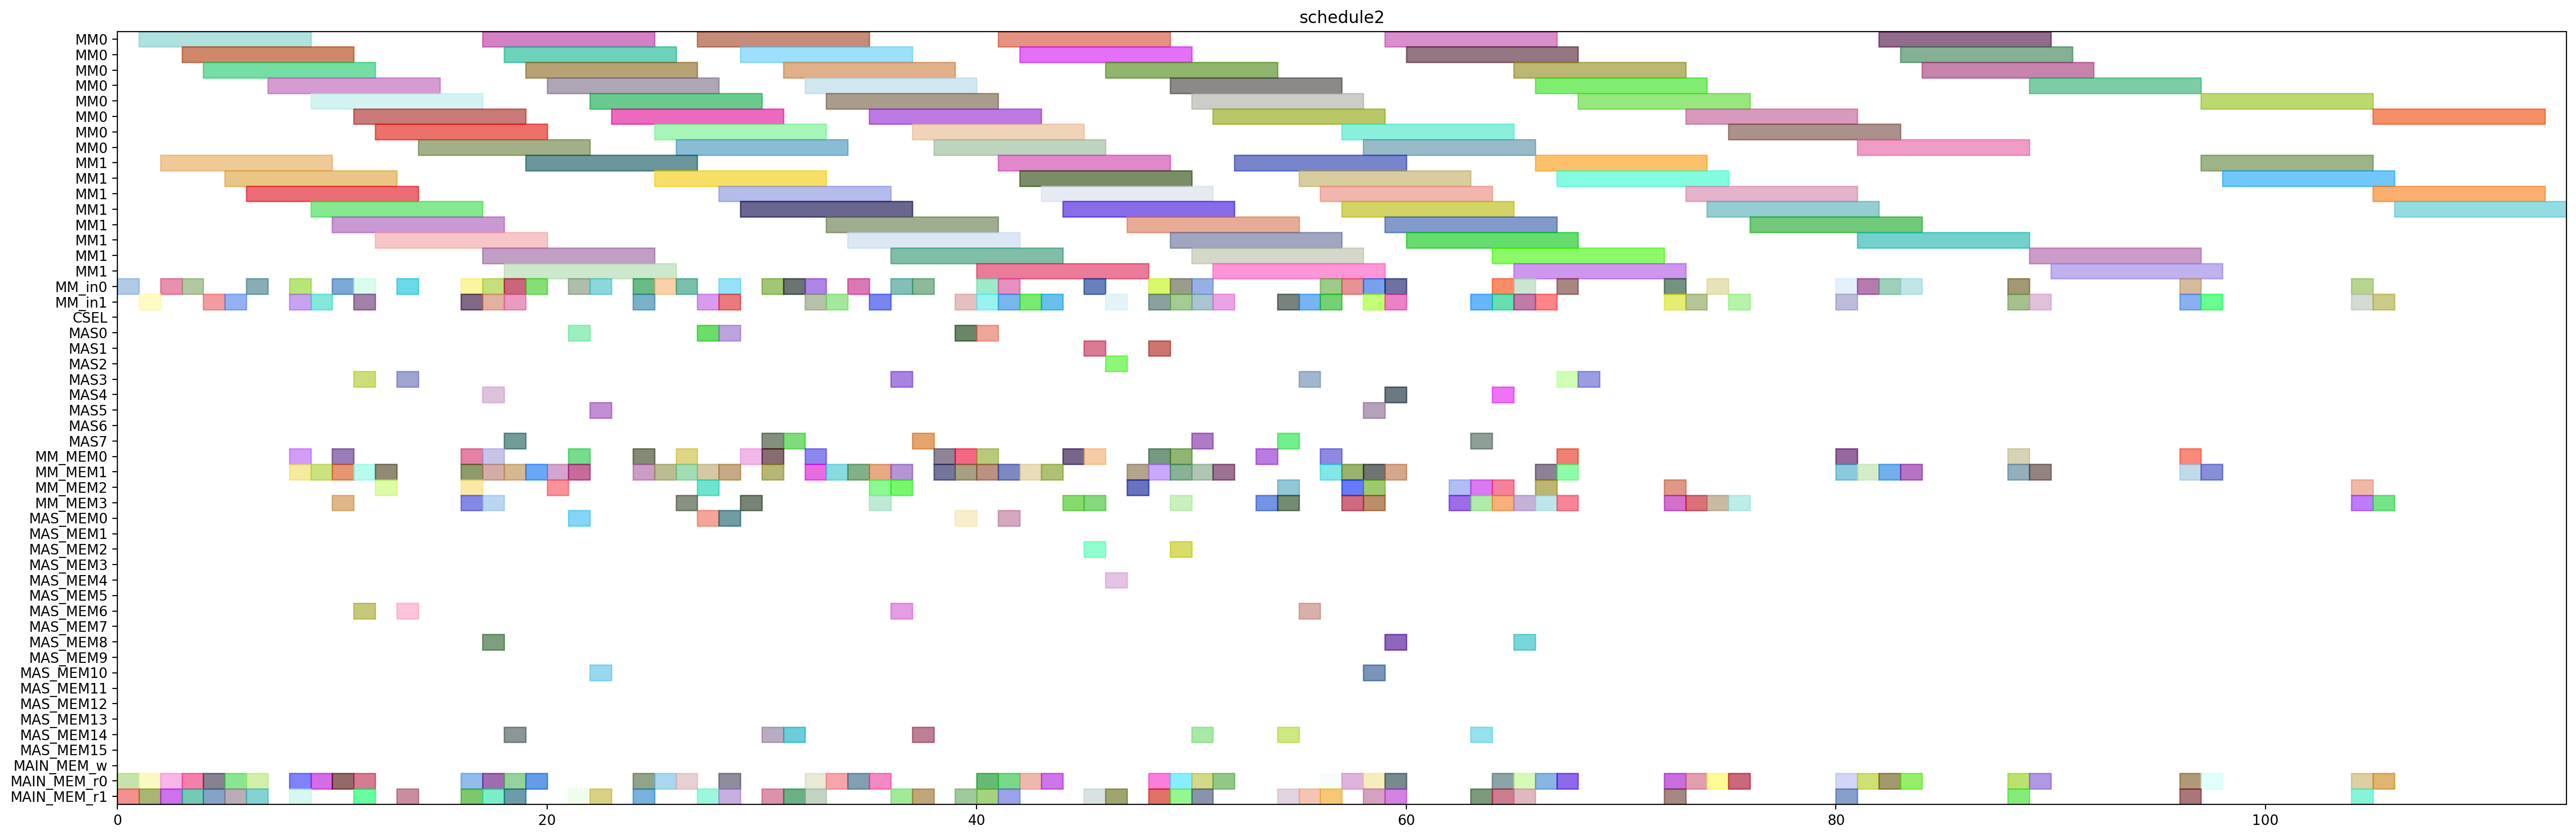 schedule2
MM0
MM0
MM0
MM0
MM0
MM0
MM0
MM0
MM1
MM1
MM1
MM1
MM1
MM1
MM1
MM1
MM_in0
MM_in1
CSEL
MAS0
MAS1
MAS2
MAS3
MAS4
MAS5
MAS6
MAS7
MM_MEM0
MM_MEM1
MM_MEM2
MM_MEM3
MAS_MEM0
MAS_MEM1
MAS_MEM2
MAS_MEM3
MAS_MEM4
MAS_MEM5
MAS_MEM6
MAS_MEM7
MAS_MEM8
MAS_MEM9
MAS_MEM10
MAS_MEM11
MAS_MEM12
MAS_MEM13
MAS_MEM14
MAS_MEM15
MAIN_MEM_w
MAIN_MEM_r0
MAIN_MEM_r1
0 20 40 60 80 100